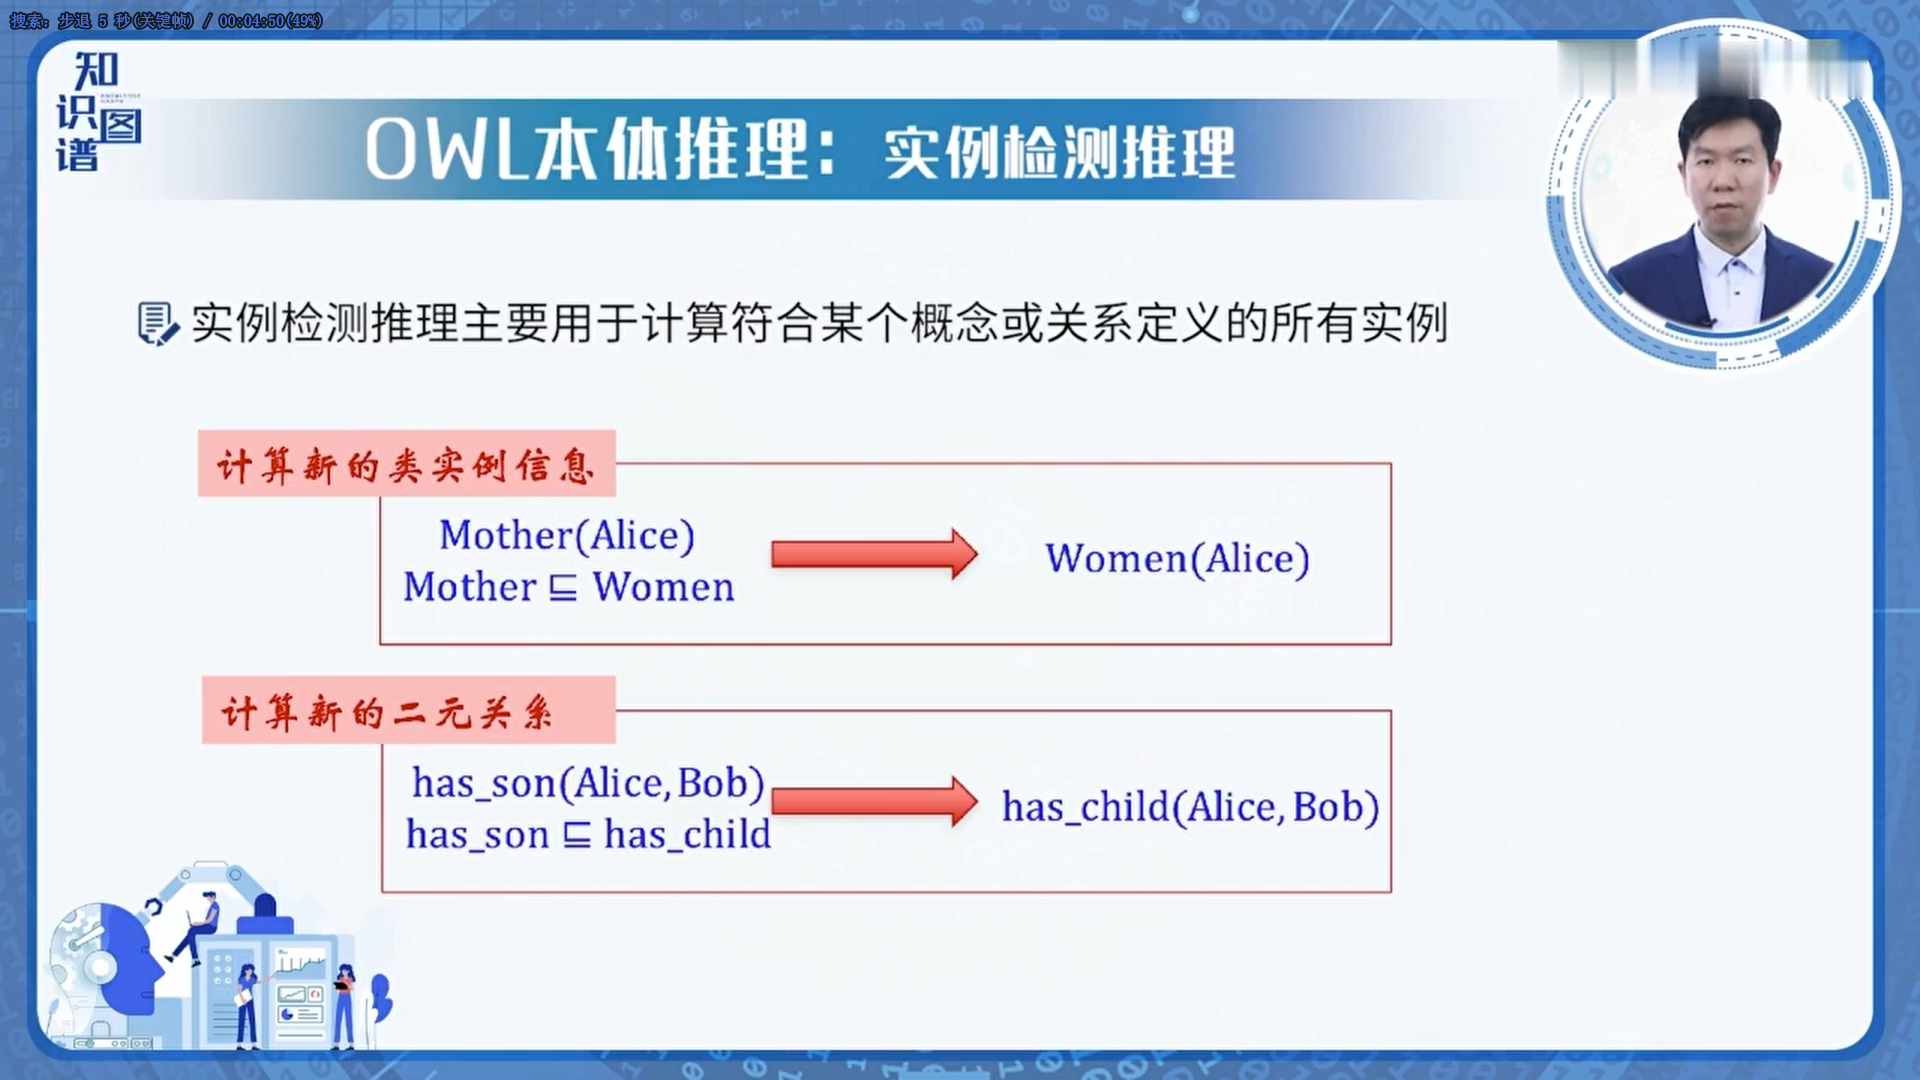 搜索: 步退 5 秒(关键帧) / 00:04:50(49%)
知识图谱
OWL本体推理：实例检测推理
实例检测推理主要用于计算符合某个概念或关系定义的所有实例
计算新的类实例信息
Mother(Alice)
Mother ⊑ Women
Women(Alice)
计算新的二元关系
has_son(Alice, Bob)
has_son ⊑ has_child
has_child(Alice, Bob)